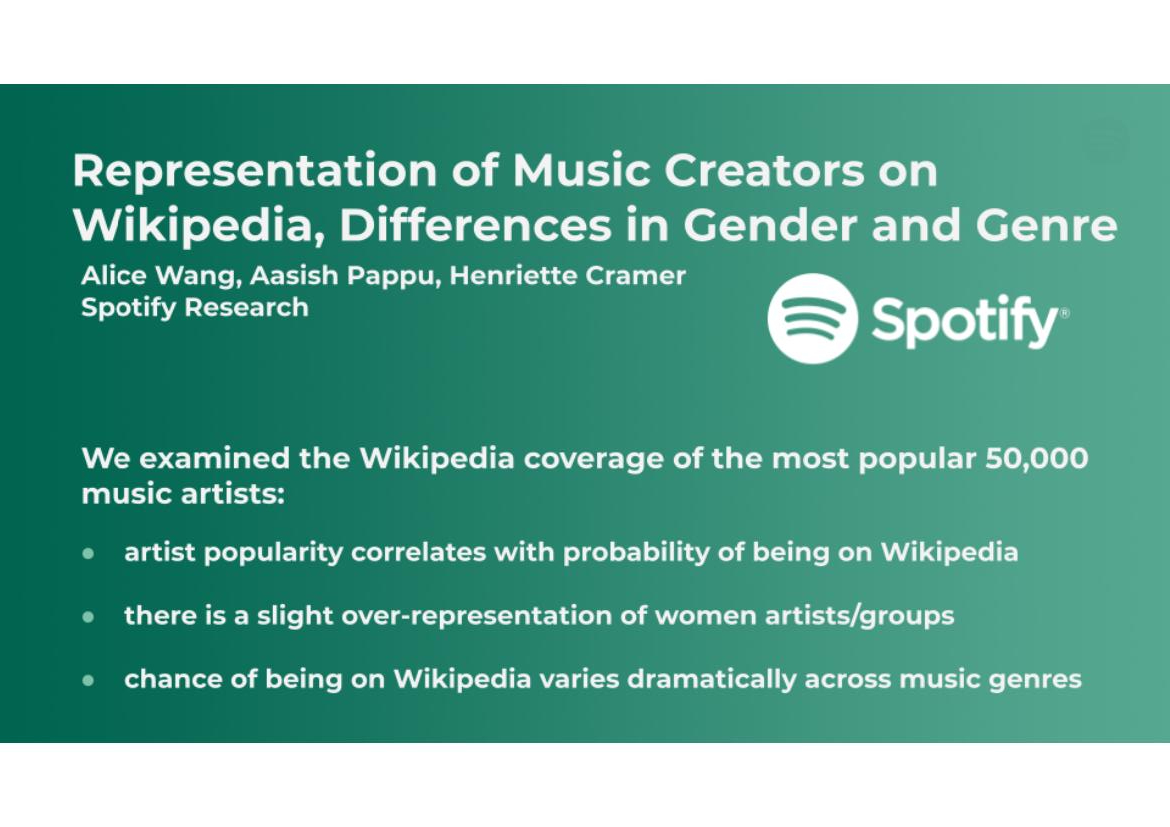 Representation of Music Creators on
Wikipedia, Differences in Gender and Genre
Alice Wang, Aasish Pappu, Henriette Cramer
Spotify Research
Spotify®
We examined the Wikipedia coverage of the most popular 50,000
music artists:
• artist popularity correlates with probability of being on Wikipedia
• there is a slight over-representation of women artists/groups
• chance of being on Wikipedia varies dramatically across music genres